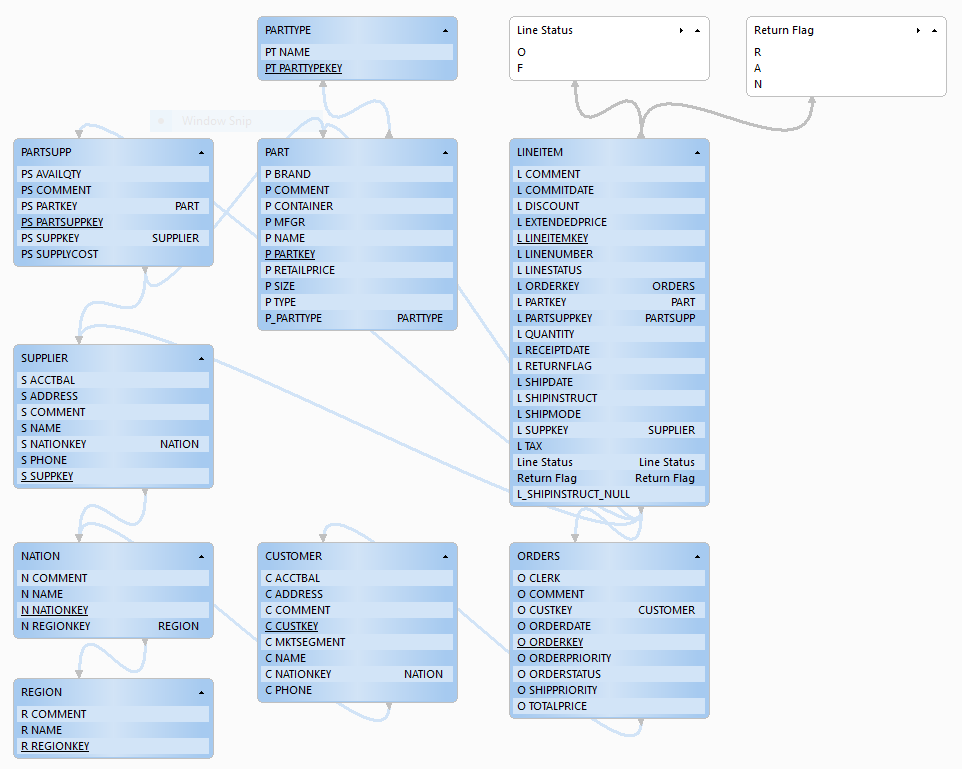 PARTTYPE
PT NAME
PT PARTTYPEKEY
Line Status
O
F
Return Flag
R
A
N
Window Snip
PARTSUPP
PS AVAILQTY
PS COMMENT
PS PARTKEY PART
PS PARTSUPPKEY
PS SUPPKEY SUPPLIER
PS SUPPLYCOST
PART
P BRAND
P COMMENT
P CONTAINER
P MFGR
P NAME
P PARTKEY
P RETAILPRICE
P SIZE
P TYPE
P_PARTTYPE PARTTYPE
LINEITEM
L COMMENT
L COMMITDATE
L DISCOUNT
L EXTENDEDPRICE
L LINEITEMKEY
L LINENUMBER
L LINESTATUS
L ORDERKEY ORDERS
L PARTKEY PART
L PARTSUPPKEY PARTSUPP
L QUANTITY
L RECEIPTDATE
L RETURNFLAG
L SHIPDATE
L SHIPINSTRUCT
L SHIPMODE
L SUPPKEY SUPPLIER
L TAX
Line Status Line Status
Return Flag Return Flag
L_SHIPINSTRUCT_NULL
SUPPLIER
S ACCTBAL
S ADDRESS
S COMMENT
S NAME
S NATIONKEY NATION
S PHONE
S SUPPKEY
NATION
N COMMENT
N NAME
N NATIONKEY
N REGIONKEY REGION
CUSTOMER
C ACCTBAL
C ADDRESS
C COMMENT
C CUSTKEY
C MKTSEGMENT
C NAME
C NATIONKEY NATION
C PHONE
ORDERS
O CLERK
O COMMENT
O CUSTKEY CUSTOMER
O ORDERDATE
O ORDERKEY
O ORDERPRIORITY
O ORDERSTATUS
O SHIPPRIORITY
O TOTALPRICE
REGION
R COMMENT
R NAME
R REGIONKEY